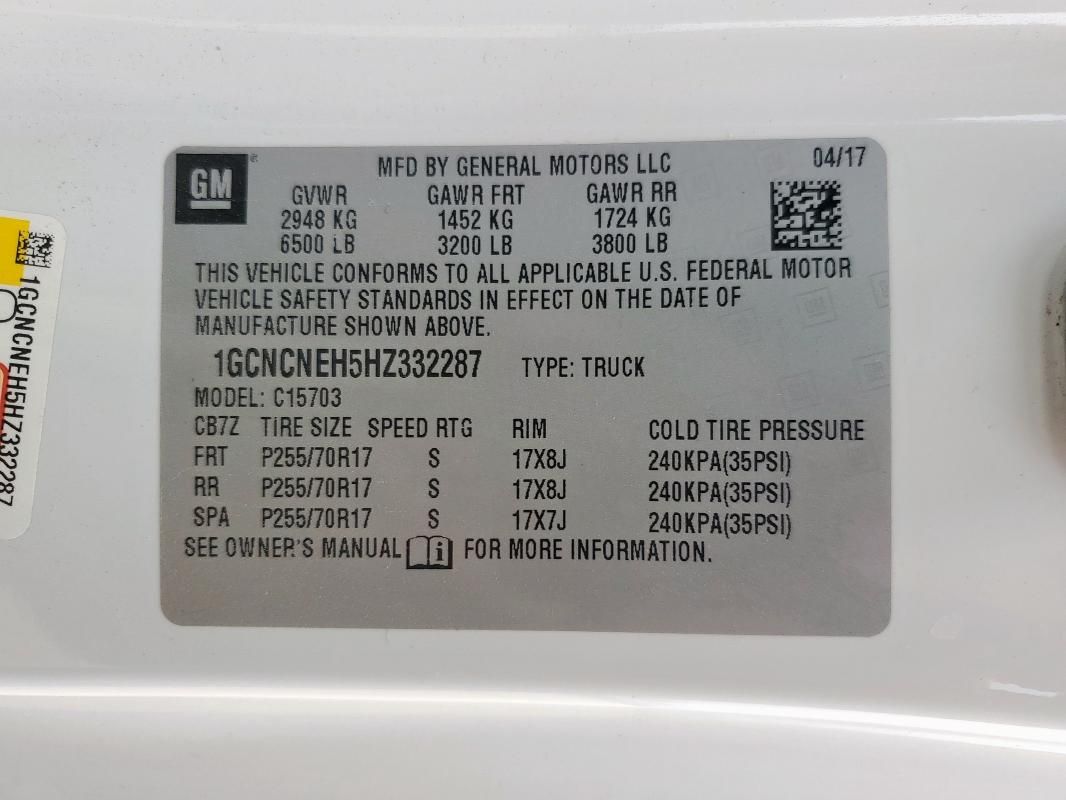 GM
®
MFD BY GENERAL MOTORS LLC 04/17
GVWR GAWR FRT GAWR RR
2948 KG 1452 KG 1724 KG
6500 LB 3200 LB 3800 LB
THIS VEHICLE CONFORMS TO ALL APPLICABLE U.S. FEDERAL MOTOR
VEHICLE SAFETY STANDARDS IN EFFECT ON THE DATE OF
MANUFACTURE SHOWN ABOVE.
1GCNCNEH5HZ332287 TYPE: TRUCK
MODEL: C15703
CB7Z TIRE SIZE SPEED RTG RIM COLD TIRE PRESSURE
FRT P255/70R17 S 17X8J 240KPA(35PSI)
RR P255/70R17 S 17X8J 240KPA(35PSI)
SPA P255/70R17 S 17X7J 240KPA(35PSI)
SEE OWNER'S MANUAL i FOR MORE INFORMATION.
1GCNCNEH5HZ332287